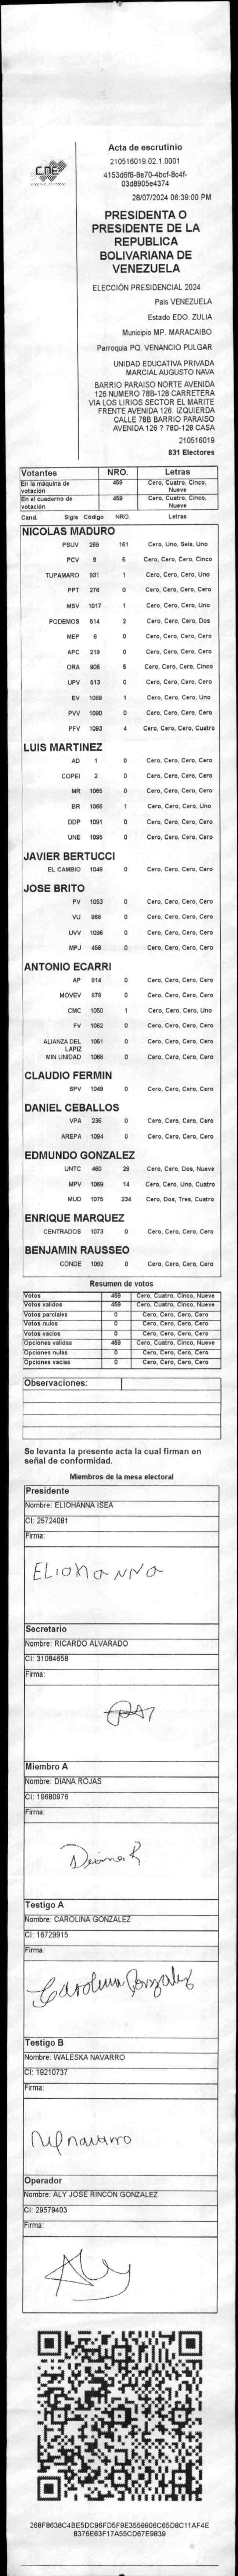 Acta de escrutinio
210516019.02.1.0001
4153d6f8-8e70-4bcf-8c4f-
03d8905e4374
28/07/2024 06:39:00 PM
CNE
PRESIDENTA O
PRESIDENTE DE LA
REPUBLICA
BOLIVARIANA DE
VENEZUELA
ELECCIÓN PRESIDENCIAL 2024
Pais VENEZUELA
Estado EDO. ZULIA
Municipio MP. MARACAIBO
Parroquia PQ. VENANCIO PULGAR
UNIDAD EDUCATIVA PRIVADA
MARCIAL AUGUSTO NAVA
BARRIO PARAISO NORTE AVENIDA
126 NUMERO 78B-128 CARRETERA
VIA LOS LIRIOS SECTOR EL MARITE
FRENTE AVENIDA 126. IZQUIERDA
CALLE 78B BARRIO PARAISO
AVENIDA 126 ? 78D-128 CASA
210516019
831 Electores
Votantes NRO. Letras
En la máquina de votación 459 Cero, Cuatro, Cinco, Nueve
En el cuaderno de votación 459 Cero, Cuatro, Cinco, Nueve
Cand. Sigla Código NRO. Letras
NICOLAS MADURO
PSUV 269 161 Cero, Uno, Seis, Uno
PCV 9 5 Cero, Cero, Cero, Cinco
TUPAMARO 931 1 Cero, Cero, Cero, Uno
PPT 276 0 Cero, Cero, Cero, Cero
MSV 1017 1 Cero, Cero, Cero, Uno
PODEMOS 514 2 Cero, Cero, Cero, Dos
MEP 6 0 Cero, Cero, Cero, Cero
APC 219 0 Cero, Cero, Cero, Cero
ORA 906 5 Cero, Cero, Cero, Cinco
UPV 513 0 Cero, Cero, Cero, Cero
EV 1089 1 Cero, Cero, Cero, Uno
PVV 1090 0 Cero, Cero, Cero, Cero
PFV 1093 4 Cero, Cero, Cero, Cuatro
LUIS MARTINEZ
AD 1 0 Cero, Cero, Cero, Cero
COPEI 2 0 Cero, Cero, Cero, Cero
MR 1065 0 Cero, Cero, Cero, Cero
BR 1066 1 Cero, Cero, Cero, Uno
DDP 1091 0 Cero, Cero, Cero, Cero
UNE 1095 0 Cero, Cero, Cero, Cero
JAVIER BERTUCCI
EL CAMBIO 1048 0 Cero, Cero, Cero, Cero
JOSE BRITO
PV 1053 0 Cero, Cero, Cero, Cero
VU 868 0 Cero, Cero, Cero, Cero
UVV 1096 0 Cero, Cero, Cero, Cero
MPJ 458 0 Cero, Cero, Cero, Cero
ANTONIO ECARRI
AP 814 0 Cero, Cero, Cero, Cero
MOVEV 878 0 Cero, Cero, Cero, Cero
CMC 1050 1 Cero, Cero, Cero, Uno
FV 1062 0 Cero, Cero, Cero, Cero
ALIANZA DEL LAPIZ 1051 0 Cero, Cero, Cero, Cero
MIN UNIDAD 1088 0 Cero, Cero, Cero, Cero
CLAUDIO FERMIN
SPV 1049 0 Cero, Cero, Cero, Cero
DANIEL CEBALLOS
VPA 236 0 Cero, Cero, Cero, Cero
AREPA 1094 0 Cero, Cero, Cero, Cero
EDMUNDO GONZALEZ
UNTC 460 29 Cero, Cero, Dos, Nueve
MPV 1069 14 Cero, Cero, Uno, Cuatro
MUD 1075 234 Cero, Dos, Tres, Cuatro
ENRIQUE MARQUEZ
CENTRADOS 1073 0 Cero, Cero, Cero, Cero
BENJAMIN RAUSSEO
CONDE 1092 0 Cero, Cero, Cero, Cero
Resumen de votos
Votos 459 Cero, Cuatro, Cinco, Nueve
Votos validos 459 Cero, Cuatro, Cinco, Nueve
Votos parciales 0 Cero, Cero, Cero, Cero
Votos nulos 0 Cero, Cero, Cero, Cero
Votos vacios 0 Cero, Cero, Cero, Cero
Opciones validas 459 Cero, Cuatro, Cinco, Nueve
Opciones nulas 0 Cero, Cero, Cero, Cero
Opciones vacias 0 Cero, Cero, Cero, Cero
Observaciones:
Se levanta la presente acta la cual firman en
señal de conformidad.
Miembros de la mesa electoral
Presidente
Nombre: ELIOHANNA ISEA
CI: 25724081
Firma:
ELIOHANNA
Secretario
Nombre: RICARDO ALVARADO
CI: 31084658
Firma:
Miembro A
Nombre: DIANA ROJAS
CI: 19680976
Firma:
Diana R
Testigo A
Nombre: CAROLINA GONZALEZ
CI: 16729915
Firma:
Carolina Gonzalez
Testigo B
Nombre: WALESKA NAVARRO
CI: 19210737
Firma:
Operador
Nombre: ALY JOSE RINCON GONZALEZ
CI: 29579403
Firma:
Aly
268F8638C4BE5DC96FD5F9E3559906C65D8C11AF4E
8376E63F17A55CD67E9839